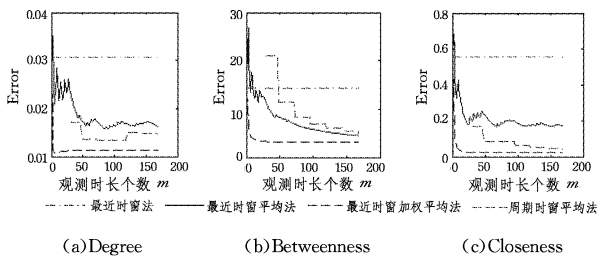 0.04
0.03
0.02
0.01
Error
0 50 100 150 200
观测时长个数 m
30
20
10
0
Error
0 50 100 150 200
观测时长个数 m
0.8
0.6
0.4
0.2
0
Error
0 50 100 150 200
观测时长个数 m
最近时窗法 最近时窗平均法 最近时窗加权平均法 周期时窗平均法
(a)Degree (b)Betweenness (c)Closeness